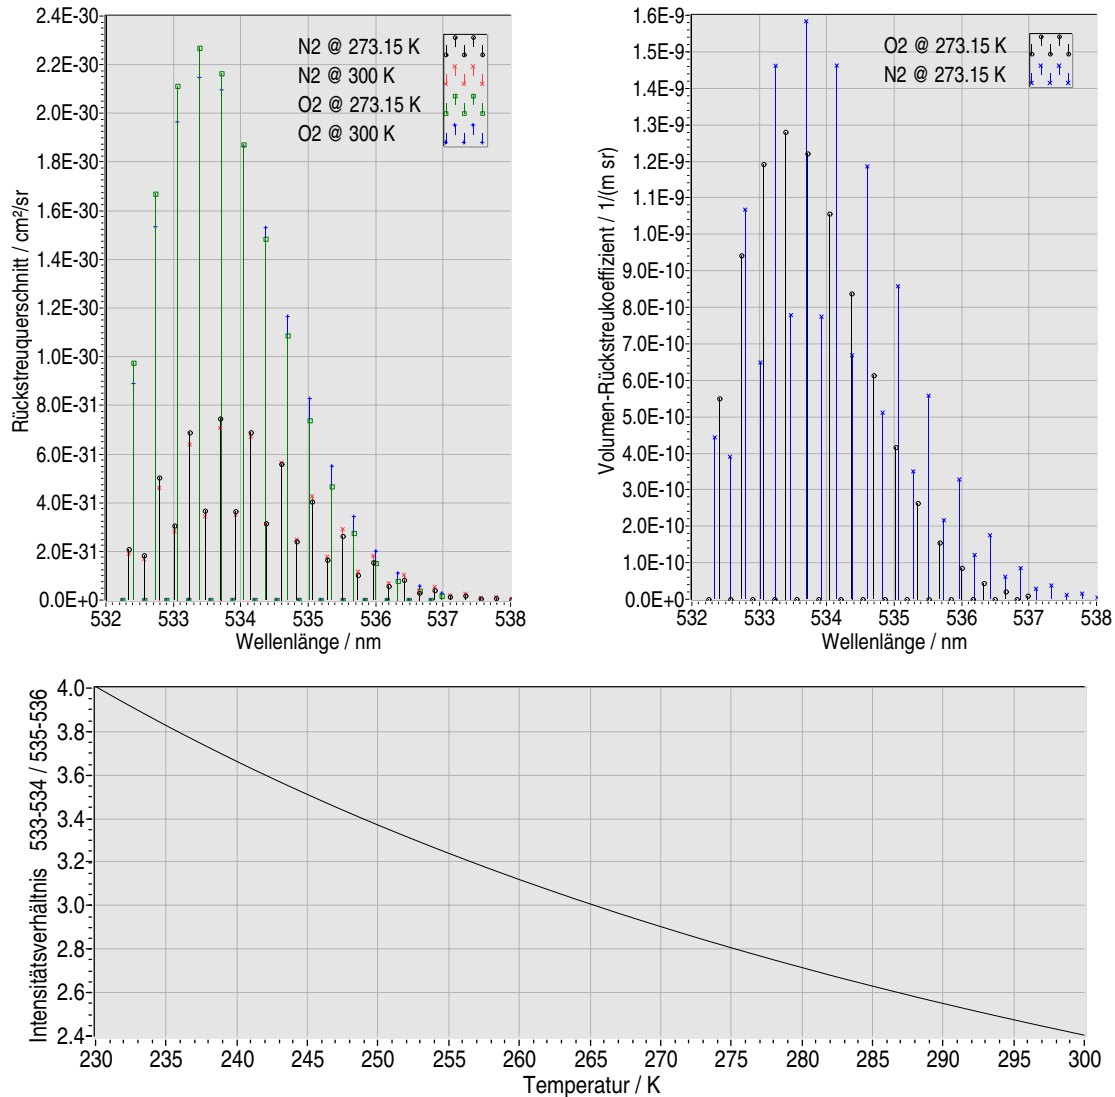 2.4E-30
2.2E-30
2.0E-30
1.8E-30
1.6E-30
1.4E-30
1.2E-30
1.0E-30
8.0E-31
6.0E-31
4.0E-31
2.0E-31
0.0E+0
Rückstreuquerschnitt / cm²/sr
N2 @ 273.15 K
N2 @ 300 K
O2 @ 273.15 K
O2 @ 300 K
532 533 534 535 536 537 538
Wellenlänge / nm
1.6E-9
1.5E-9
1.4E-9
1.3E-9
1.2E-9
1.1E-9
1.0E-9
9.0E-10
8.0E-10
7.0E-10
6.0E-10
5.0E-10
4.0E-10
3.0E-10
2.0E-10
1.0E-10
0.0E+0
Volumen-Rückstreukoeffizient / 1/(m sr)
O2 @ 273.15 K
N2 @ 273.15 K
532 533 534 535 536 537 538
Wellenlänge / nm
4.0
3.8
3.6
3.4
3.2
3.0
2.8
2.6
2.4
Intensitätsverhältnis 533-534 / 535-536
230 235 240 245 250 255 260 265 270 275 280 285 290 295 300
Temperatur / K